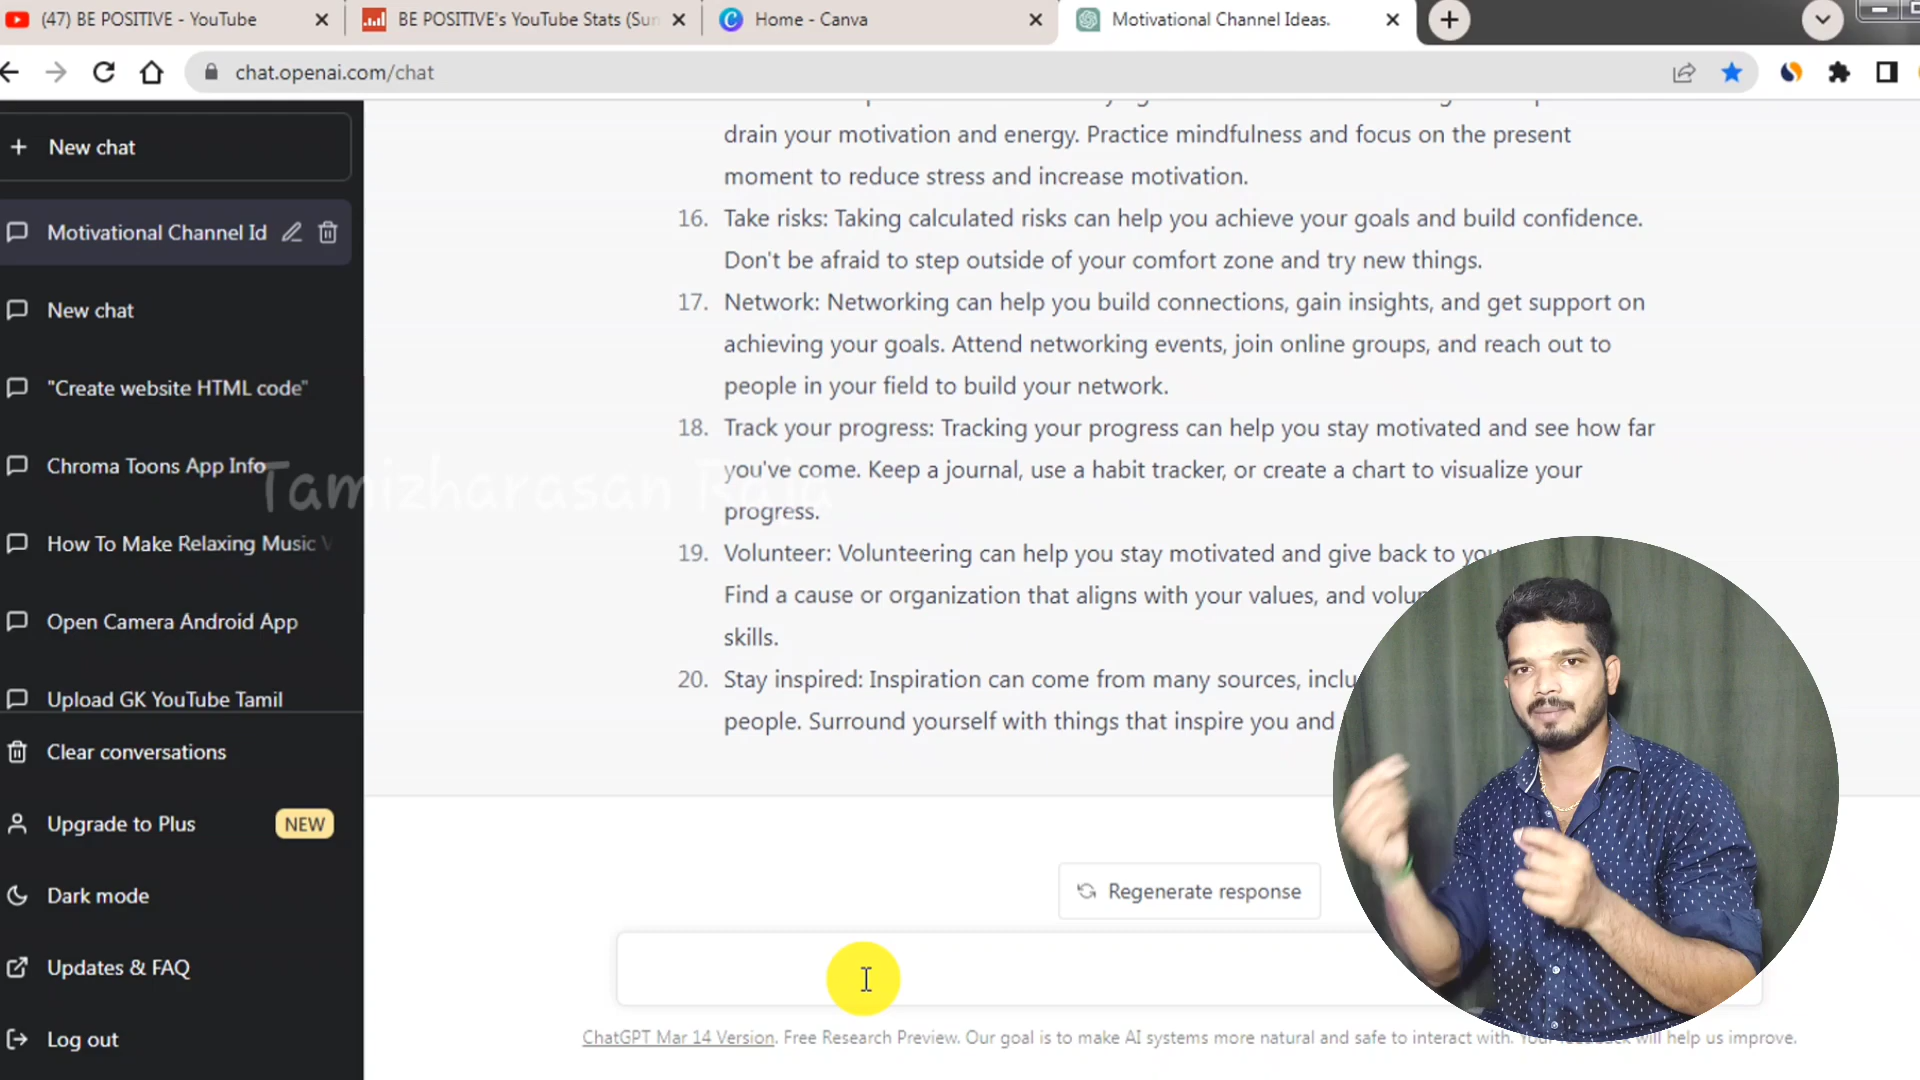 (47) BE POSITIVE - YouTube
BE POSITIVE's YouTube Stats (Sun
Home - Canva
Motivational Channel Ideas.
chat.openai.com/chat
New chat
Motivational Channel Id
New chat
"Create website HTML code"
Chroma Toons App Info
How To Make Relaxing Music V
Open Camera Android App
Upload GK YouTube Tamil
Clear conversations
Upgrade to Plus
NEW
Dark mode
Updates & FAQ
Log out
drain your motivation and energy. Practice mindfulness and focus on the present
moment to reduce stress and increase motivation.
16. Take risks: Taking calculated risks can help you achieve your goals and build confidence.
Don't be afraid to step outside of your comfort zone and try new things.
17. Network: Networking can help you build connections, gain insights, and get support on
achieving your goals. Attend networking events, join online groups, and reach out to
people in your field to build your network.
18. Track your progress: Tracking your progress can help you stay motivated and see how far
you've come. Keep a journal, use a habit tracker, or create a chart to visualize your
progress.
19. Volunteer: Volunteering can help you stay motivated and give back to you
Find a cause or organization that aligns with your values, and volun
skills.
20. Stay inspired: Inspiration can come from many sources, inclu
people. Surround yourself with things that inspire you and
Tamizharasan Raja
Regenerate response
ChatGPT Mar 14 Version. Free Research Preview. Our goal is to make AI systems more natural and safe to interact with. Your feedback will help us improve.